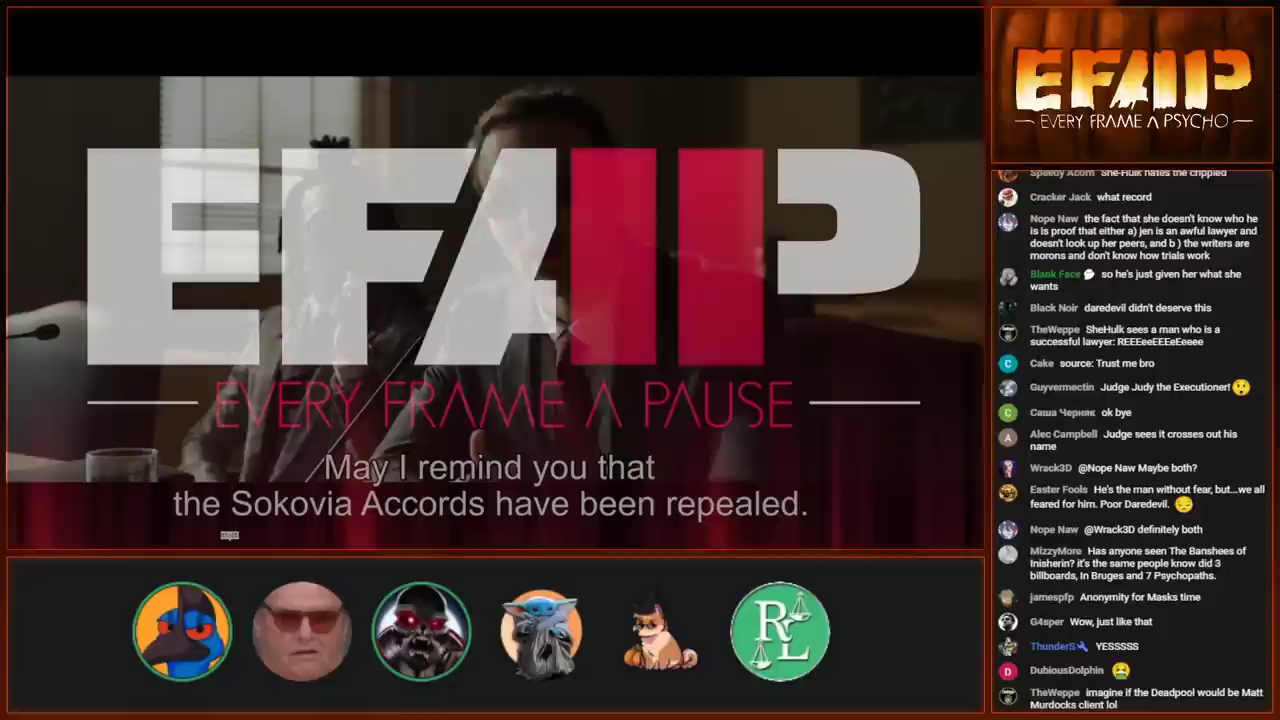 EFAP
EVERY FRAME A PAUSE
May I remind you that
the Sokovia Accords have been repealed.
RL
EFAP
EVERY FRAME A PSYCHO
Speedy Acorn She-Hulk hates the crippled
Cracker Jack what record
Nope Naw the fact that she doesn't know who he
is is proof that either a) jen is an awful lawyer and
doesn't look up her peers, and b ) the writers are
morons and don't know how trials work
Blank Face so he's just given her what she
wants
Black Noir daredevil didn't deserve this
TheWeppe SheHulk sees a man who is a
successful lawyer: REEEeeEEEeEeeee
Cake source: Trust me bro
Guyvermectin Judge Judy the Executioner!
Саша Черняк ok bye
Alec Campbell Judge sees it crosses out his
name
Wrack3D @Nope Naw Maybe both?
Easter Fools He's the man without fear, but...we all
feared for him. Poor Daredevil.
Nope Naw @Wrack3D definitely both
MizzyMore Has anyone seen The Banshees of
Inisherin? it's the same people know did 3
billboards, In Bruges and 7 Psychopaths.
jamespfp Anonymity for Masks time
G4sper Wow, just like that
ThunderS YESSSSS
DubiousDolphin
TheWeppe imagine if the Deadpool would be Matt
Murdocks client lol